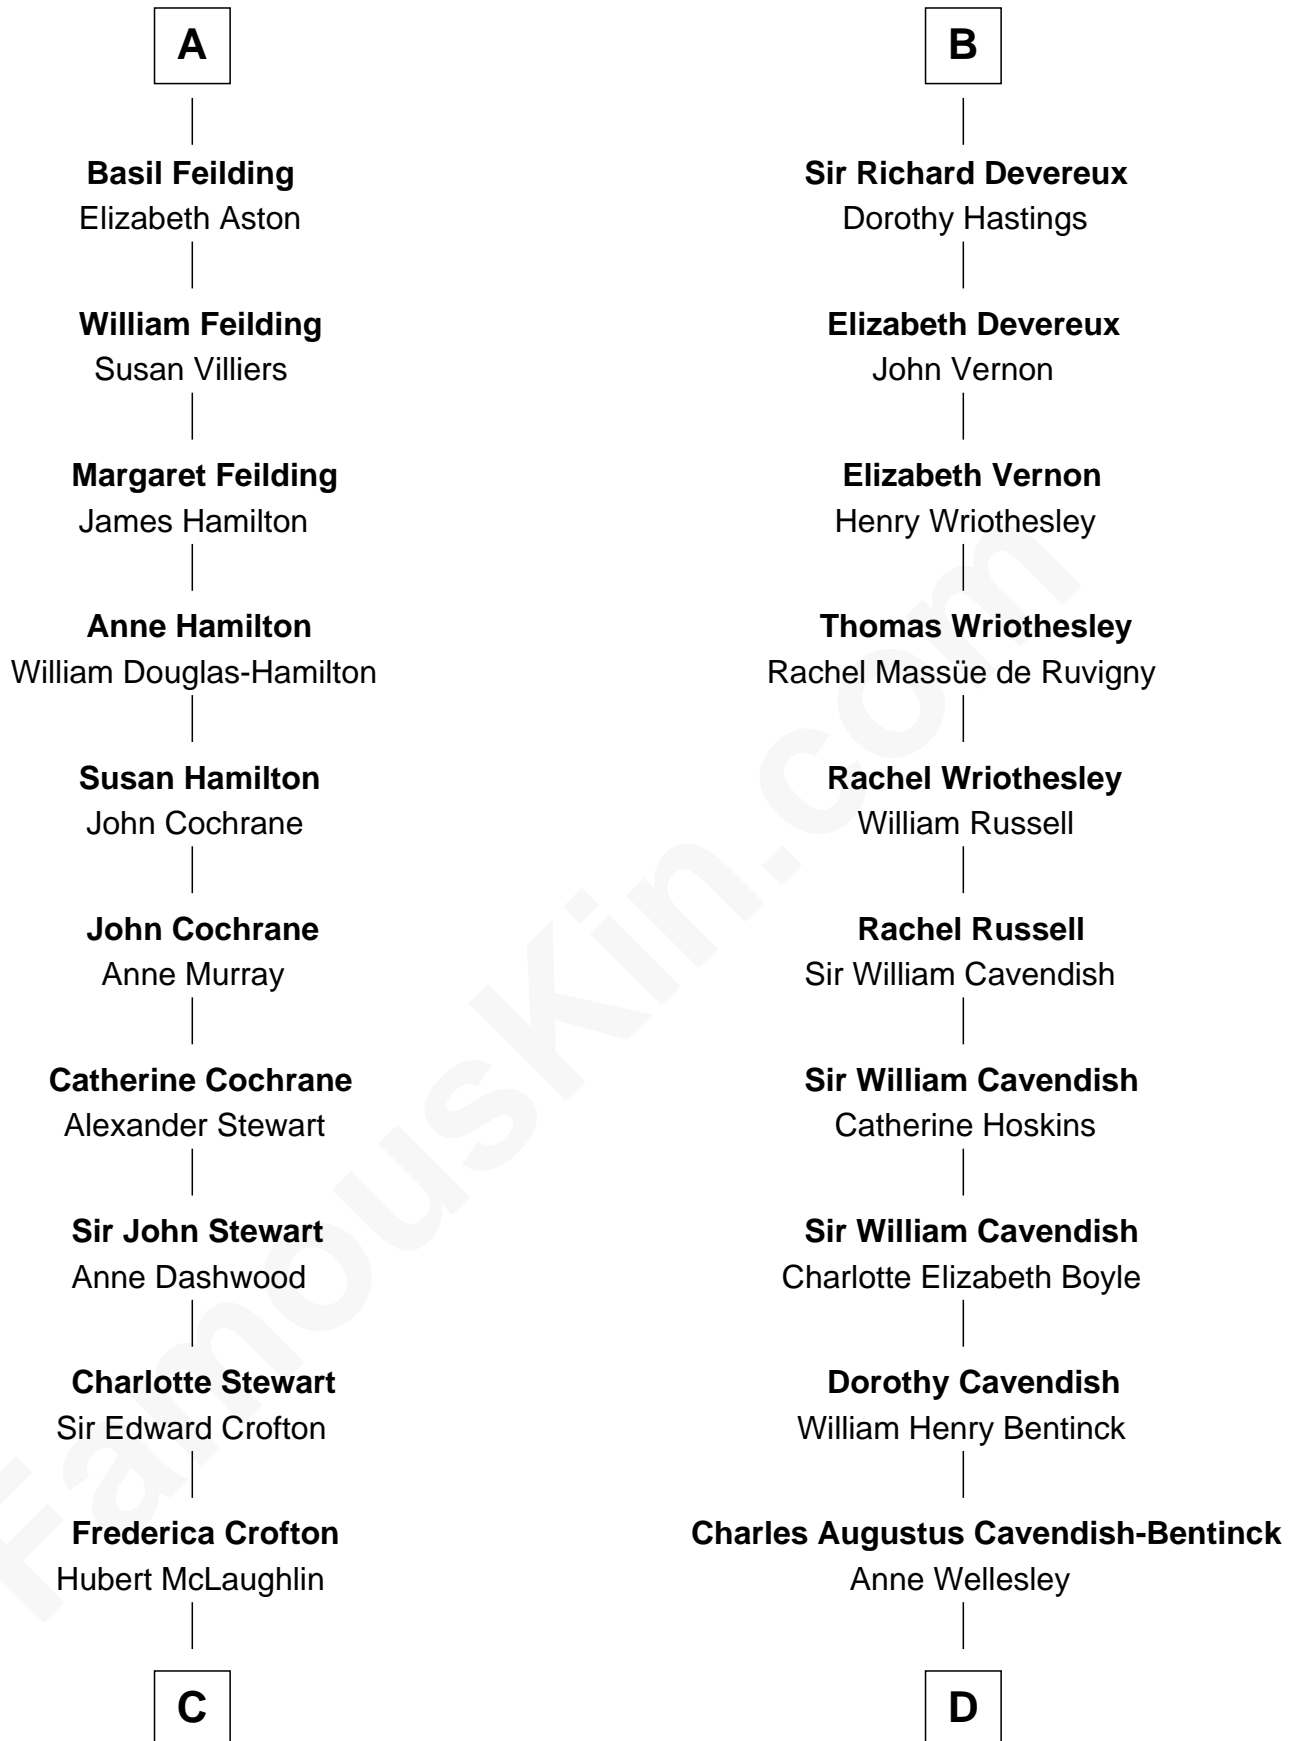 A
Basil Feilding
Elizabeth Aston
William Feilding
Susan Villiers
Margaret Feilding
James Hamilton
Anne Hamilton
William Douglas-Hamilton
Susan Hamilton
John Cochrane
John Cochrane
Anne Murray
Catherine Cochrane
Alexander Stewart
Sir John Stewart
Anne Dashwood
Charlotte Stewart
Sir Edward Crofton
Frederica Crofton
Hubert McLaughlin
C
B
Sir Richard Devereux
Dorothy Hastings
Elizabeth Devereux
John Vernon
Elizabeth Vernon
Henry Wriothesley
Thomas Wriothesley
Rachel Massüe de Ruvigny
Rachel Wriothesley
William Russell
Rachel Russell
Sir William Cavendish
Sir William Cavendish
Catherine Hoskins
Sir William Cavendish
Charlotte Elizabeth Boyle
Dorothy Cavendish
William Henry Bentinck
Charles Augustus Cavendish-Bentinck
Anne Wellesley
D
FamousKin.com